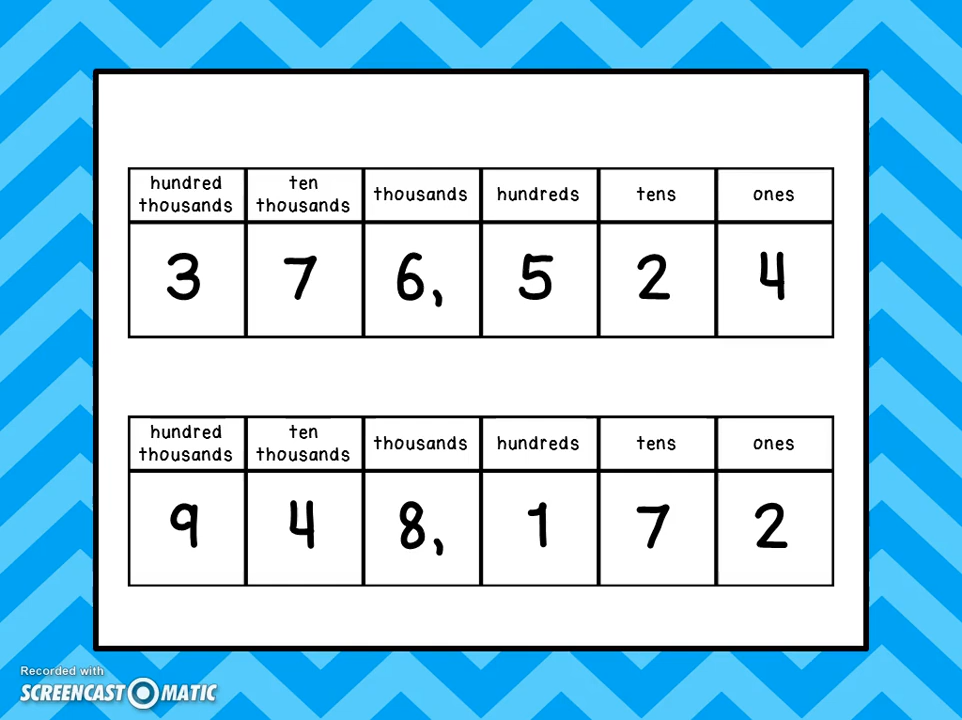 hundred thousands ten thousands thousands hundreds tens ones
3 7 6, 5 2 4
hundred thousands ten thousands thousands hundreds tens ones
9 4 8, 1 7 2
Recorded with
SCREENCAST MATIC